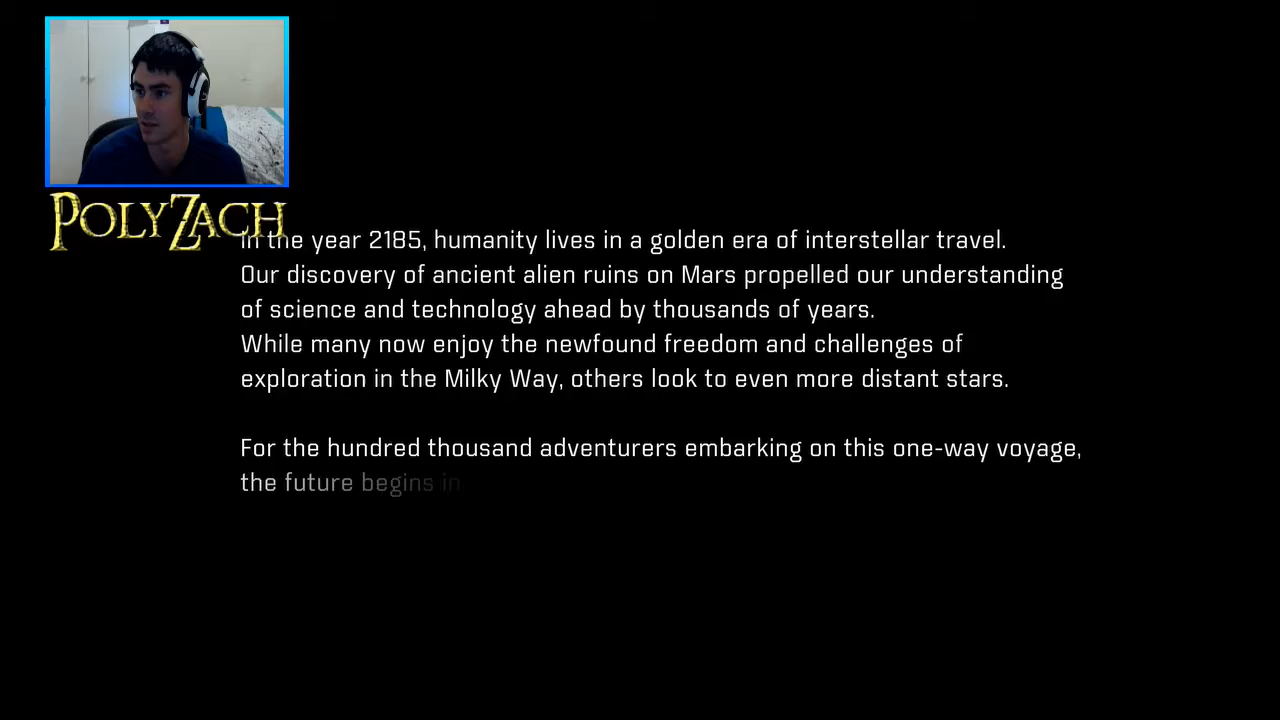 POLYZACH
In the year 2185, humanity lives in a golden era of interstellar travel.
Our discovery of ancient alien ruins on Mars propelled our understanding
of science and technology ahead by thousands of years.
While many now enjoy the newfound freedom and challenges of
exploration in the Milky Way, others look to even more distant stars.
For the hundred thousand adventurers embarking on this one-way voyage,
the future begins in